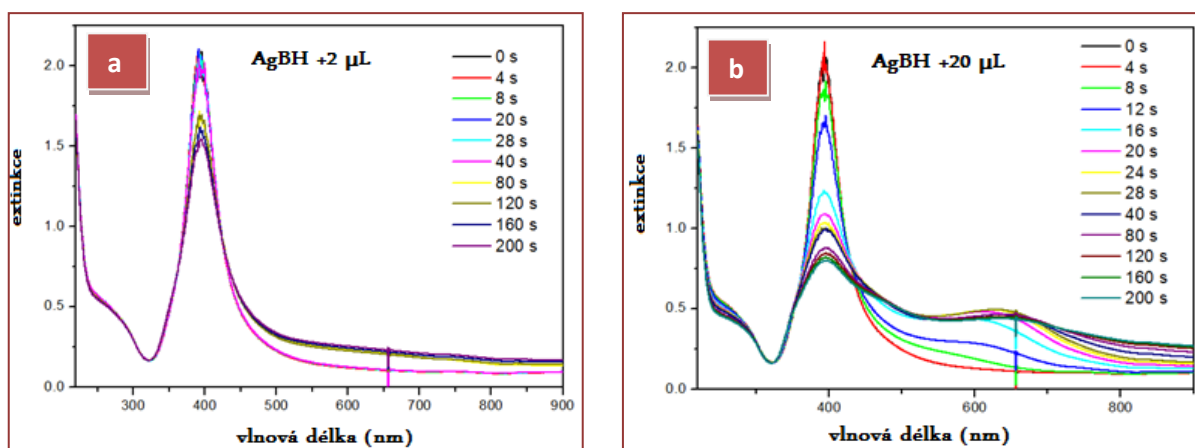 a
AgBH +2 µL
0 s
4 s
8 s
20 s
28 s
40 s
80 s
120 s
160 s
200 s
2.0
1.5
1.0
0.5
0.0
extinkce
300 400 500 600 700 800 900
vlnová délka (nm)
b
AgBH +20 µL
0 s
4 s
8 s
12 s
16 s
20 s
24 s
28 s
40 s
80 s
120 s
160 s
200 s
2.0
1.5
1.0
0.5
0.0
extinkce
400 600 800
vlnová délka (nm)